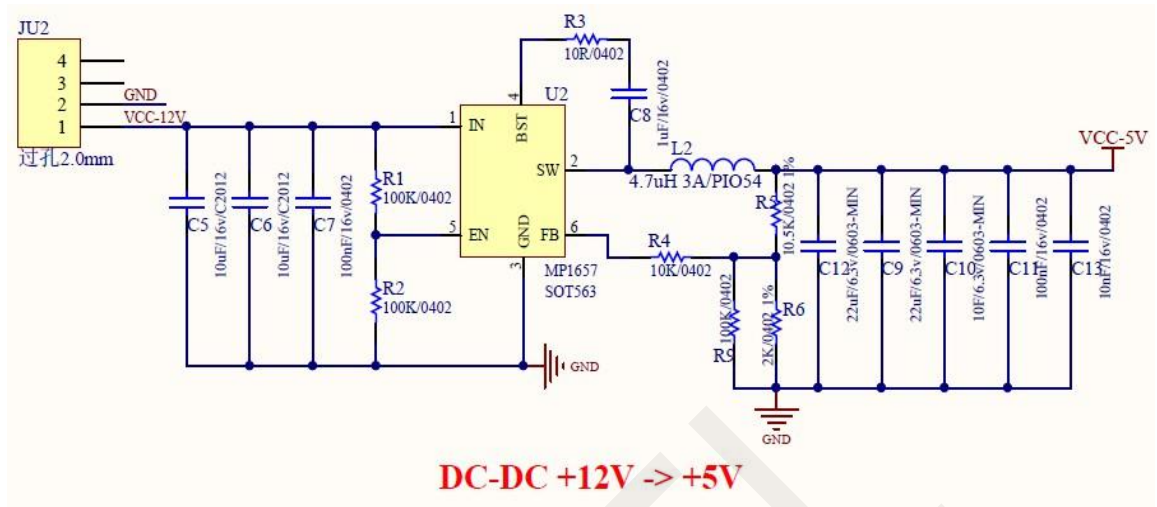 JU2
4
3
2
1
GND
VCC-12V
过孔2.0mm
C5
10uF/16v/C2012
C6
10uF/16v/C2012
C7
100nF/16v/0402
R1
100K/0402
R2
100K/0402
R3
10R/0402
U2
4
BST
1
IN
SW
2
5
EN
GND
3
FB
6
MP1657
SOT563
C8
1uF/16v/0402
L2
4.7uH 3A/PIO54
VCC-5V
R4
10K/0402
R5
10.5K/0402 1%
R9
100K/0402
R6
2K/0402 1%
C12
22uF/6.3v/0603-MIN
C9
22uF/6.3v/0603-MIN
C10
10F/6.3v/0603-MIN
C11
100nF/16v/0402
C13
10nF/16v/0402
GND
GND
DC-DC +12V -> +5V